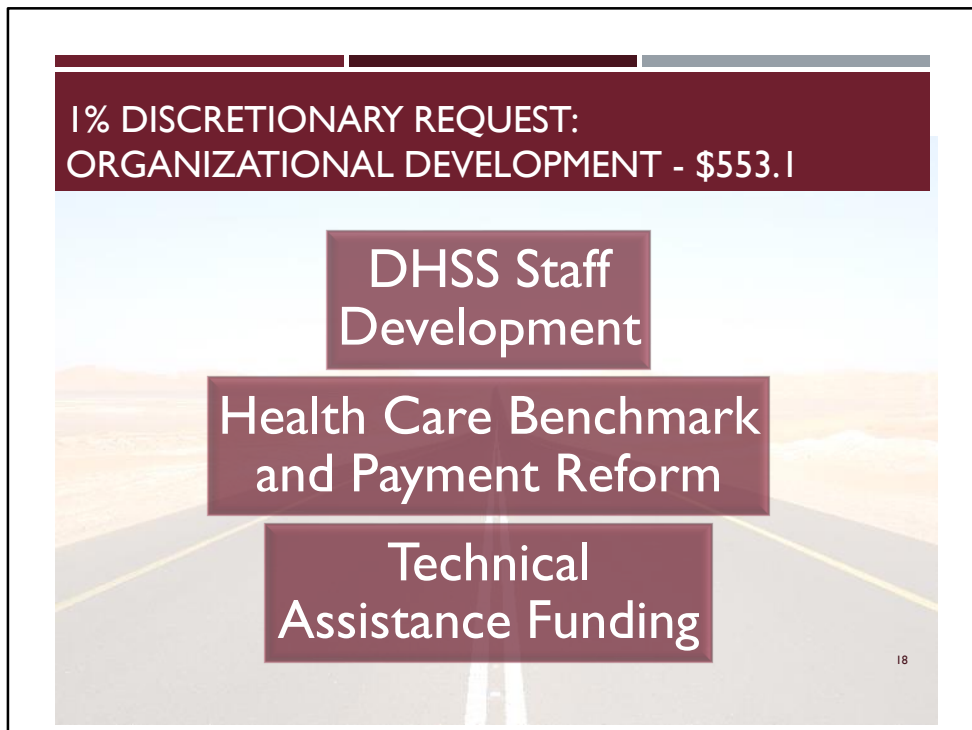 1% DISCRETIONARY REQUEST:
ORGANIZATIONAL DEVELOPMENT - $553.1
DHSS Staff
Development
Health Care Benchmark
and Payment Reform
Technical
Assistance Funding
18